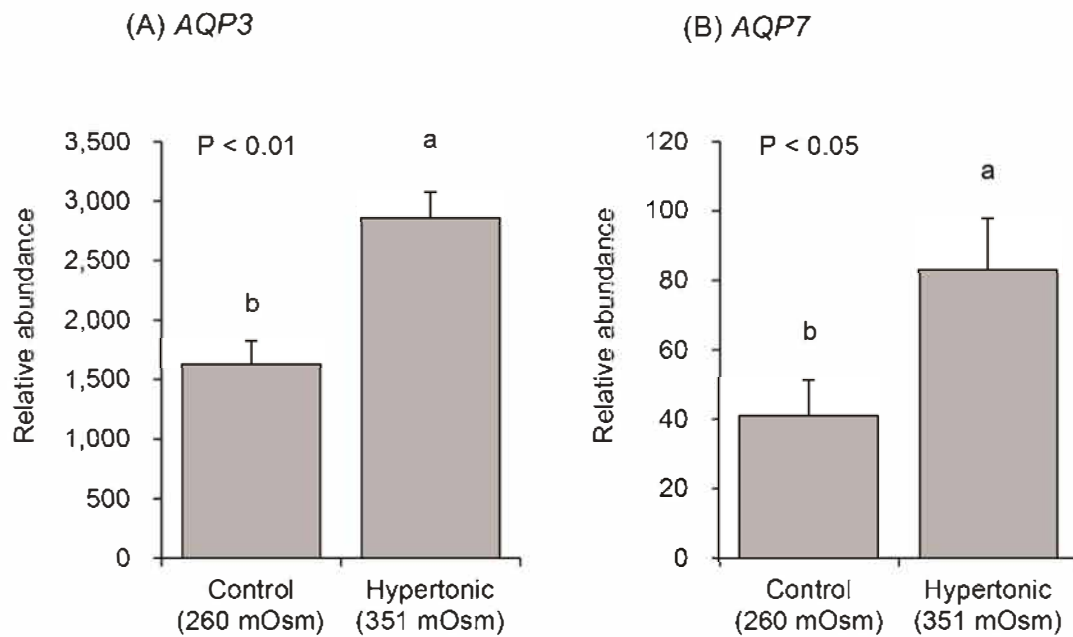 (A) AQP3
3,500
3,000
2,500
2,000
1,500
1,000
500
0
Relative abundance
P < 0.01
b
a
Control
(260 mOsm)
Hypertonic
(351 mOsm)
(B) AQP7
120
100
80
60
40
20
0
Relative abundance
P < 0.05
b
a
Control
(260 mOsm)
Hypertonic
(351 mOsm)